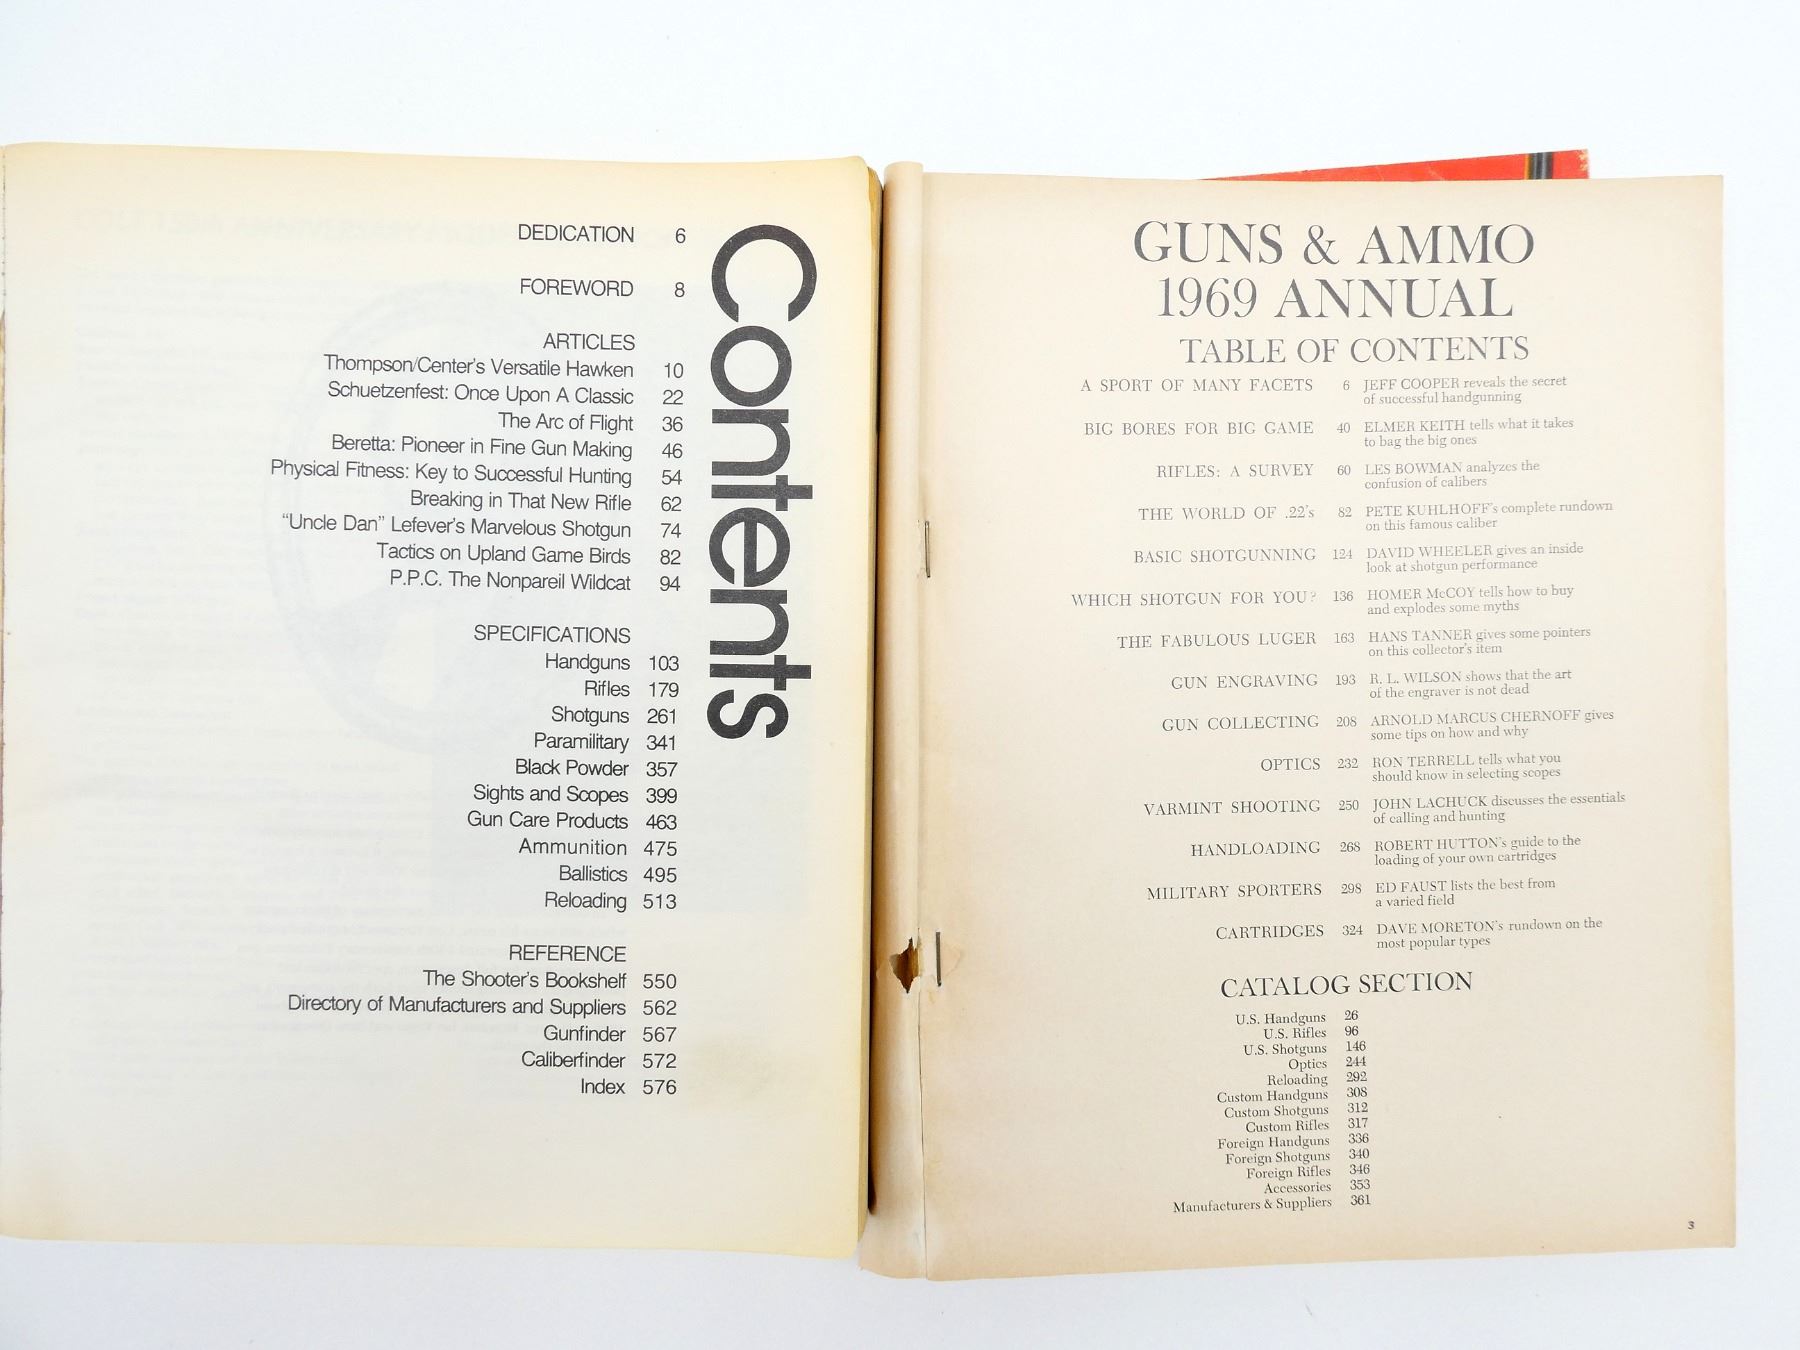 Contents
DEDICATION 6
FOREWORD 8
ARTICLES
Thompson/Center's Versatile Hawken 10
Schuetzenfest: Once Upon A Classic 22
The Arc of Flight 36
Beretta: Pioneer in Fine Gun Making 46
Physical Fitness: Key to Successful Hunting 54
Breaking in That New Rifle 62
"Uncle Dan" Lefever's Marvelous Shotgun 74
Tactics on Upland Game Birds 82
P.P.C. The Nonpareil Wildcat 94
SPECIFICATIONS
Handguns 103
Rifles 179
Shotguns 261
Paramilitary 341
Black Powder 357
Sights and Scopes 399
Gun Care Products 463
Ammunition 475
Ballistics 495
Reloading 513
REFERENCE
The Shooter's Bookshelf 550
Directory of Manufacturers and Suppliers 562
Gunfinder 567
Caliberfinder 572
Index 576
GUNS & AMMO
1969 ANNUAL
TABLE OF CONTENTS
A SPORT OF MANY FACETS 6 JEFF COOPER reveals the secret
of successful handgunning
BIG BORES FOR BIG GAME 40 ELMER KEITH tells what it takes
to bag the big ones
RIFLES: A SURVEY 60 LES BOWMAN analyzes the
confusion of calibers
THE WORLD OF .22's 82 PETE KUHLHOFF's complete rundown
on this famous caliber
BASIC SHOTGUNNING 124 DAVID WHEELER gives an inside
look at shotgun performance
WHICH SHOTGUN FOR YOU? 136 HOMER McCOY tells how to buy
and explodes some myths
THE FABULOUS LUGER 163 HANS TANNER gives some pointers
on this collector's item
GUN ENGRAVING 193 R. L. WILSON shows that the art
of the engraver is not dead
GUN COLLECTING 208 ARNOLD MARCUS CHERNOFF gives
some tips on how and why
OPTICS 232 RON TERRELL tells what you
should know in selecting scopes
VARMINT SHOOTING 250 JOHN LACHUCK discusses the essentials
of calling and hunting
HANDLOADING 268 ROBERT HUTTON's guide to the
loading of your own cartridges
MILITARY SPORTERS 298 ED FAUST lists the best from
a varied field
CARTRIDGES 324 DAVE MORETON's rundown on the
most popular types
CATALOG SECTION
U.S. Handguns 26
U.S. Rifles 96
U.S. Shotguns 146
Optics 244
Reloading 292
Custom Handguns 308
Custom Shotguns 312
Custom Rifles 317
Foreign Handguns 336
Foreign Shotguns 340
Foreign Rifles 346
Accessories 353
Manufacturers & Suppliers 361
3